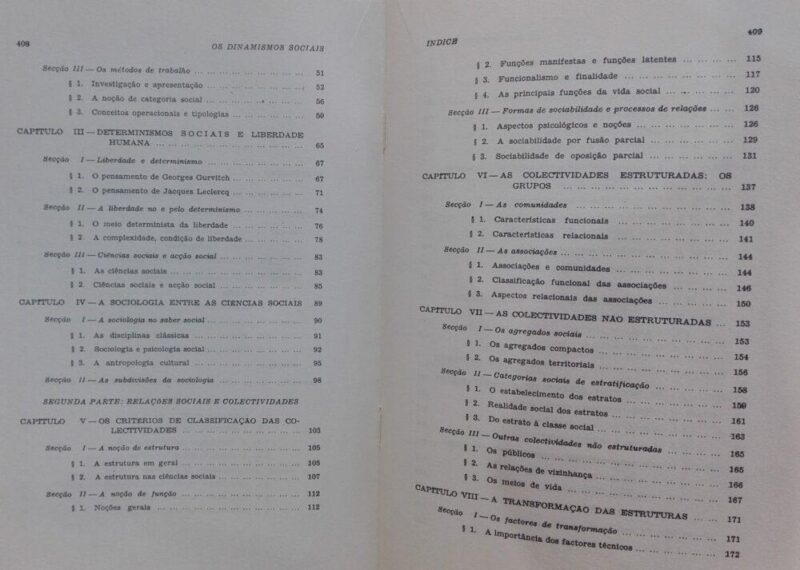 408
OS DINAMISMOS SOCIAIS
Secção III — Os métodos de trabalho ... 51
§ 1. Investigação e apresentação ... 52
§ 2. A noção de categoria social ... 56
§ 3. Conceitos operacionais e tipologias ... 59
CAPÍTULO III — DETERMINISMOS SOCIAIS E LIBERDADE
HUMANA ... 65
Secção I — Liberdade e determinismo ... 67
§ 1. O pensamento de Georges Gurvitch ... 67
§ 2. O pensamento de Jacques Leclercq ... 71
Secção II — A liberdade no e pelo determinismo ... 74
§ 1. O meio determinista da liberdade ... 76
§ 2. A complexidade, condição de liberdade ... 78
Secção III — Ciências sociais e acção social ... 83
§ 1. As ciências sociais ... 83
§ 2. Ciências sociais e acção social ... 85
CAPÍTULO IV — A SOCIOLOGIA ENTRE AS CIENCIAS SOCIAIS 89
Secção I — A sociologia no saber social ... 90
§ 1. As disciplinas clássicas ... 91
§ 2. Sociologia e psicologia social ... 92
§ 3. A antropologia cultural ... 95
Secção II — As subdivisões da sociologia ... 98
SEGUNDA PARTE: RELAÇÕES SOCIAIS E COLECTIVIDADES
CAPÍTULO V — OS CRITERIOS DE CLASSIFICAÇÃO DAS CO-
LECTIVIDADES ... 103
Secção I — A noção de estrutura ... 105
§ 1. A estrutura em geral ... 105
§ 2. A estrutura nas ciências sociais ... 107
Secção II — A noção de função ... 112
§ 1. Noções gerais ... 112
INDICE
409
§ 2. Funções manifestas e funções latentes ... 115
§ 3. Funcionalismo e finalidade ... 117
§ 4. As principais funções da vida social ... 120
Secção III — Formas de sociabilidade e processos de relações ... 126
§ 1. Aspectos psicológicos e noções ... 126
§ 2. A sociabilidade por fusão parcial ... 129
§ 3. Sociabilidade de oposição parcial ... 131
CAPÍTULO VI — AS COLECTIVIDADES ESTRUTURADAS: OS
GRUPOS ... 137
Secção I — As comunidades ... 138
§ 1. Características funcionais ... 140
§ 2. Características relacionais ... 141
Secção II — As associações ... 144
§ 1. Associações e comunidades ... 144
§ 2. Classificação funcional das associações ... 146
§ 3. Aspectos relacionais das associações ... 150
CAPÍTULO VII — AS COLECTIVIDADES NÃO ESTRUTURADAS ... 153
Secção I — Os agregados sociais ... 153
§ 1. Os agregados compactos ... 154
§ 2. Os agregados territoriais ... 156
Secção II — Categorias sociais de estratificação ... 158
§ 1. O estabelecimento dos estratos ... 159
§ 2. Realidade social dos estratos ... 161
§ 3. Do estrato à classe social ... 163
Secção III — Outras colectividades não estruturadas ... 165
§ 1. Os públicos ... 165
§ 2. As relações de vizinhança ... 166
§ 3. Os meios de vida ... 167
CAPÍTULO VIII — A TRANSFORMAÇÃO DAS ESTRUTURAS ... 171
Secção I — Os factores de transformação ... 171
§ 1. A importância dos factores técnicos ... 172